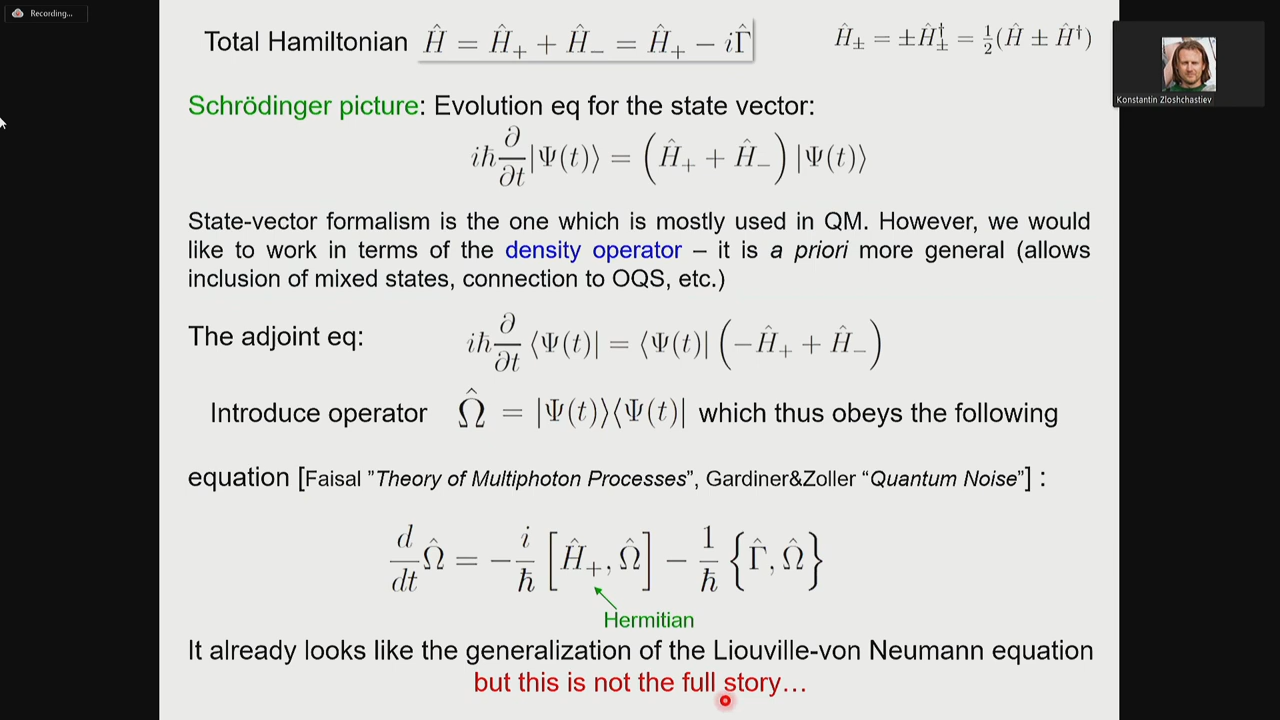 Recording...
Total Hamiltonian Ĥ = Ĥ₊ + Ĥ₋ = Ĥ₊ − iΓ̂
Ĥ± = ±Ĥ±† = ½(Ĥ ± Ĥ†)
Konstantin Zloshchastiev
Schrödinger picture: Evolution eq for the state vector:
iħ ∂/∂t |Ψ(t)⟩ = (Ĥ₊ + Ĥ₋) |Ψ(t)⟩
State-vector formalism is the one which is mostly used in QM. However, we would
like to work in terms of the density operator – it is a priori more general (allows
inclusion of mixed states, connection to OQS, etc.)
The adjoint eq: iħ ∂/∂t ⟨Ψ(t)| = ⟨Ψ(t)| (−Ĥ₊ + Ĥ₋)
Introduce operator Ω̂ = |Ψ(t)⟩⟨Ψ(t)| which thus obeys the following
equation [Faisal ”Theory of Multiphoton Processes”, Gardiner&Zoller “Quantum Noise”] :
d/dt Ω̂ = −i/ħ [Ĥ₊, Ω̂] − 1/ħ {Γ̂, Ω̂}
Hermitian
It already looks like the generalization of the Liouville-von Neumann equation
but this is not the full story…